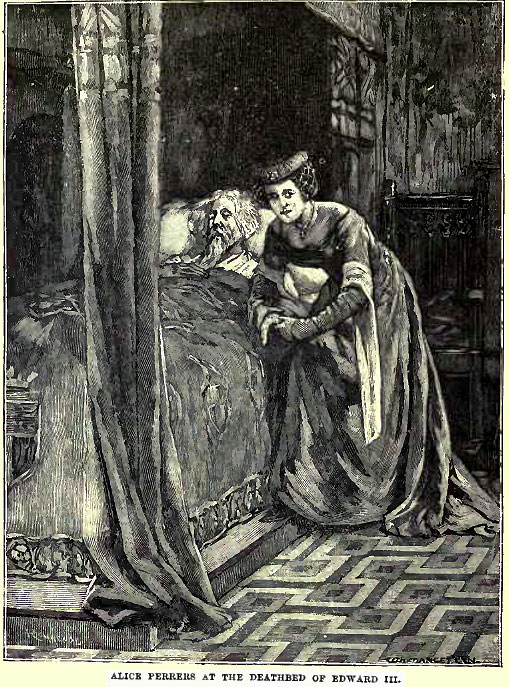 ALICE PERRERS AT THE DEATHBED OF EDWARD III.